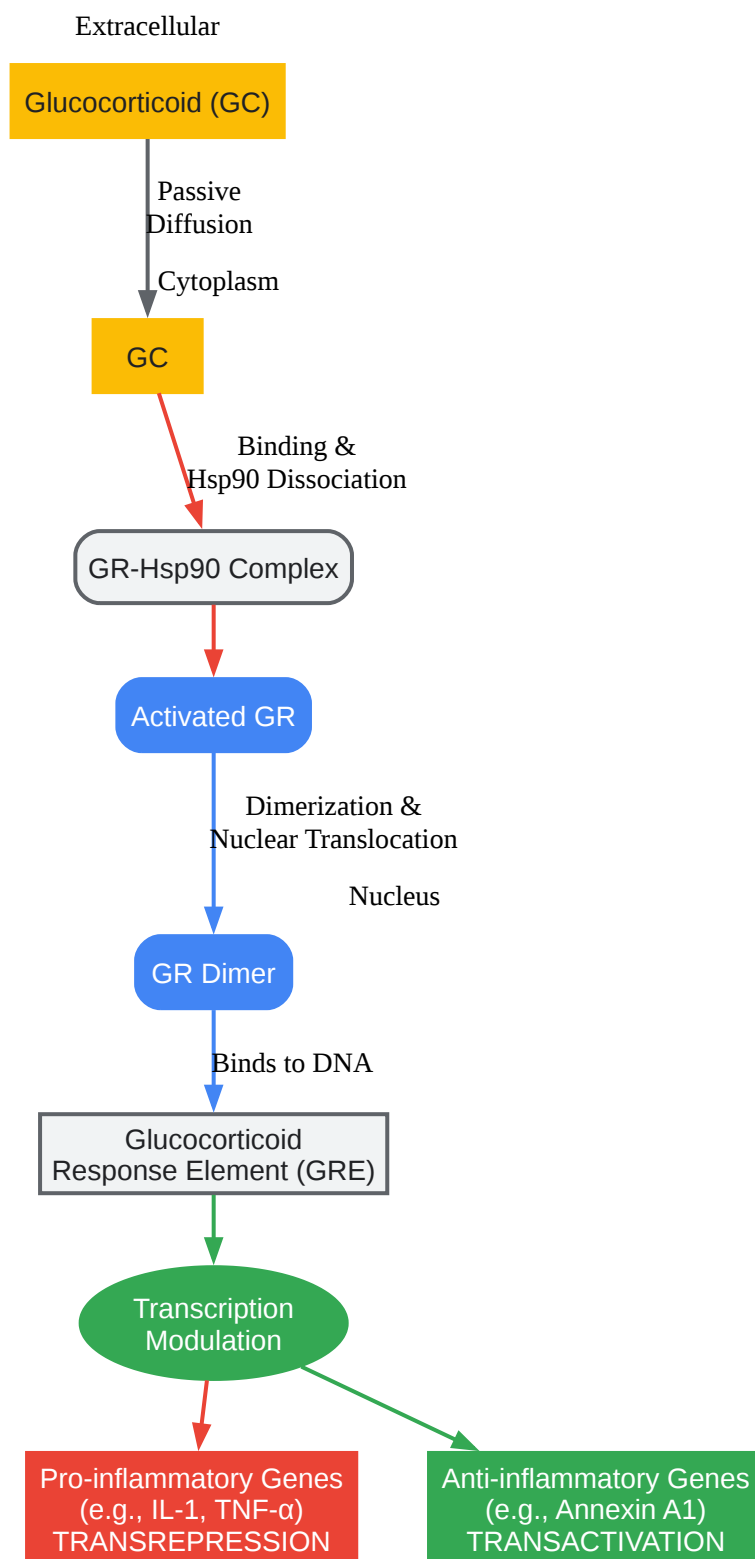 Extracellular
Glucocorticoid (GC)
Passive
Diffusion
Cytoplasm
GC
Binding &
Hsp90 Dissociation
GR-Hsp90 Complex
Activated GR
Dimerization &
Nuclear Translocation
Nucleus
GR Dimer
Binds to DNA
Glucocorticoid
Response Element (GRE)
Transcription
Modulation
Pro-inflammatory Genes
(e.g., IL-1, TNF-α)
TRANSREPRESSION
Anti-inflammatory Genes
(e.g., Annexin A1)
TRANSACTIVATION